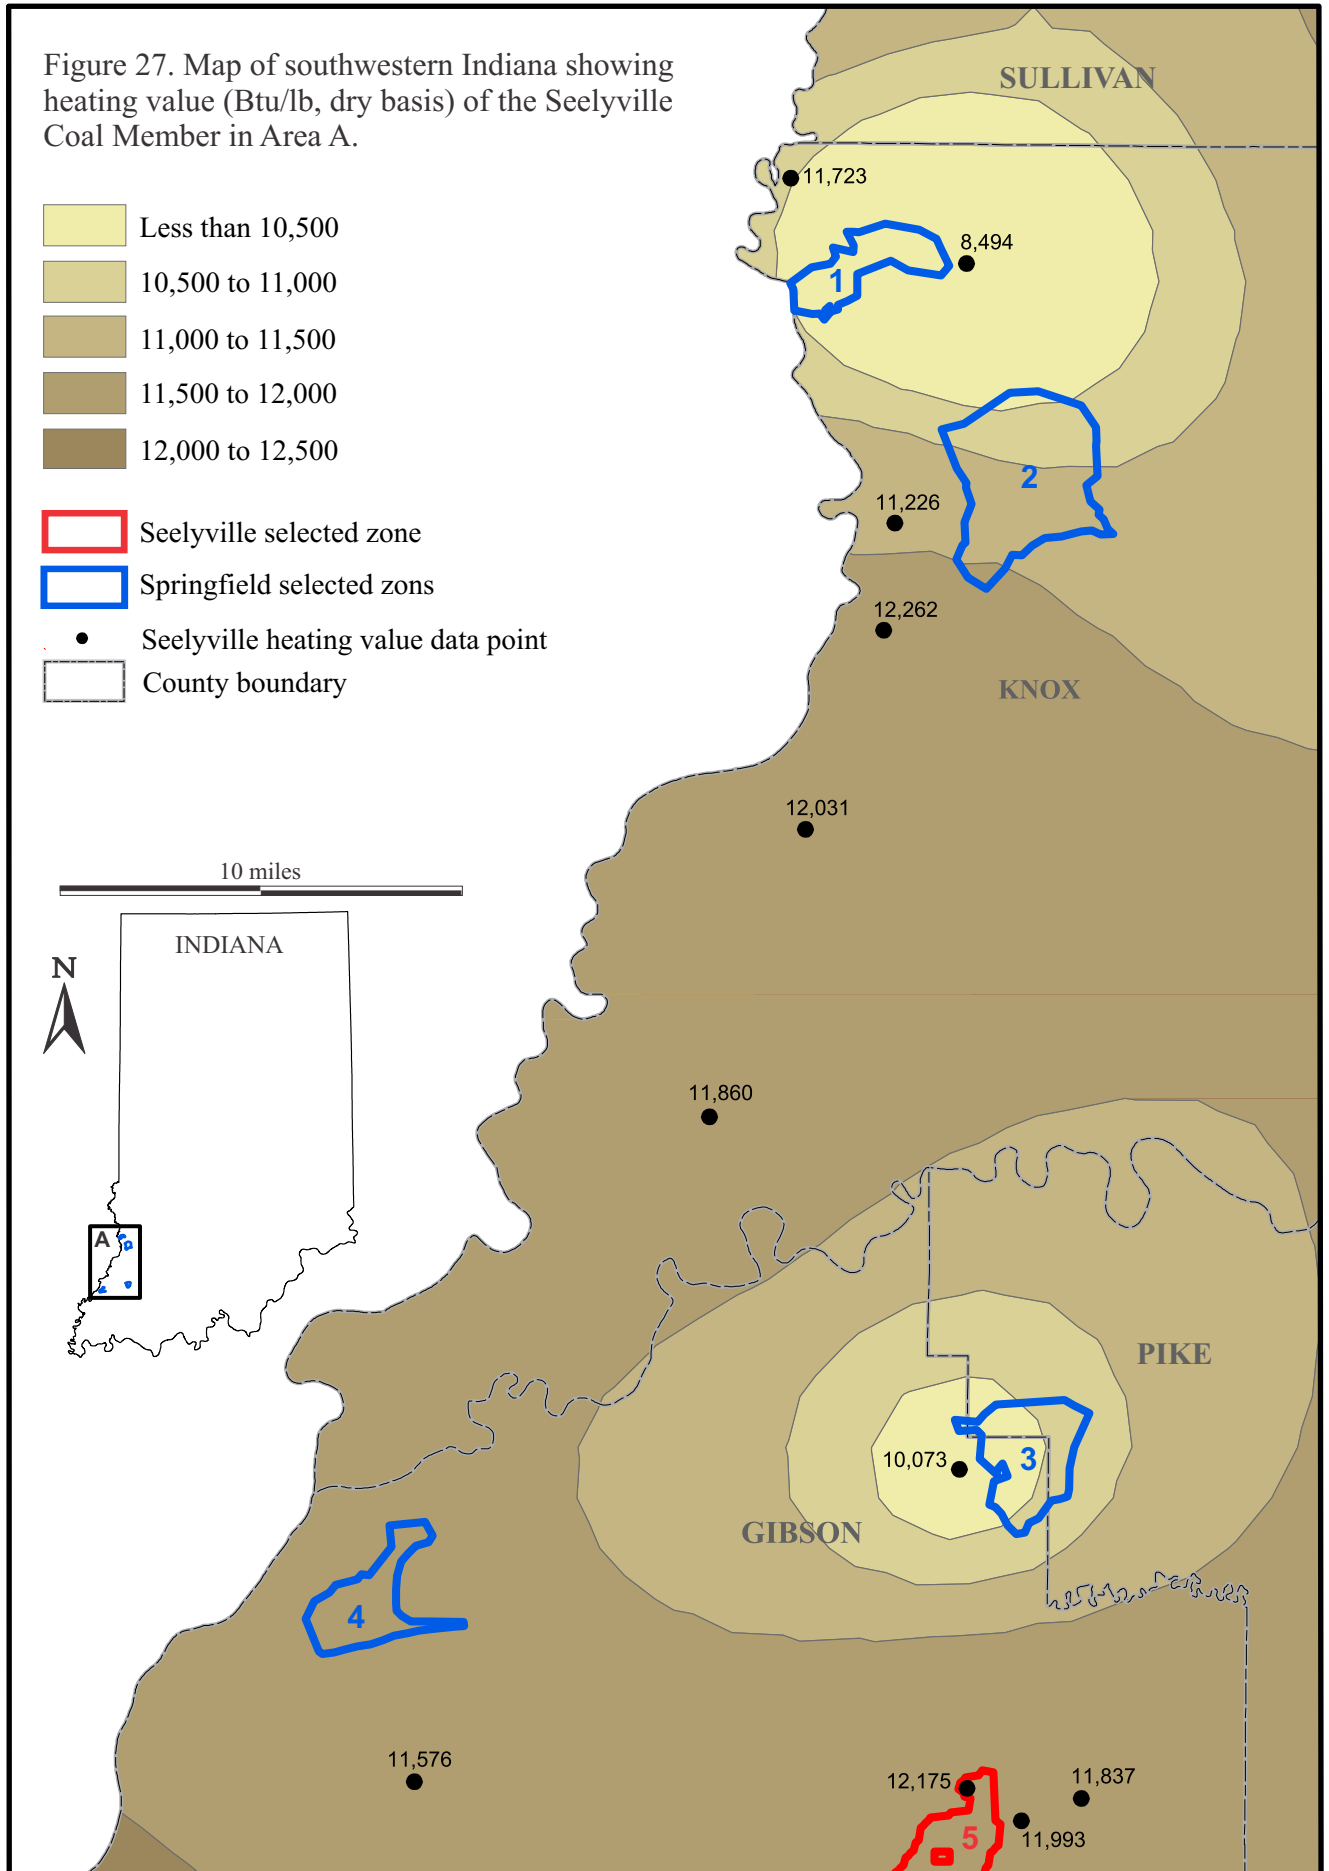 Figure 27. Map of southwestern Indiana showing
heating value (Btu/lb, dry basis) of the Seelyville
Coal Member in Area A.
SULLIVAN
11,723
Less than 10,500
8,494
10,500 to 11,000
1
11,000 to 11,500
11,500 to 12,000
12,000 to 12,500
2
11,226
Seelyville selected zone
Springfield selected zons
12,262
Seelyville heating value data point
County boundary
KNOX
12,031
10 miles
INDIANA
N
11,860
A
PIKE
10,073
3
GIBSON
4
11,576
12,175
11,837
11,993
5